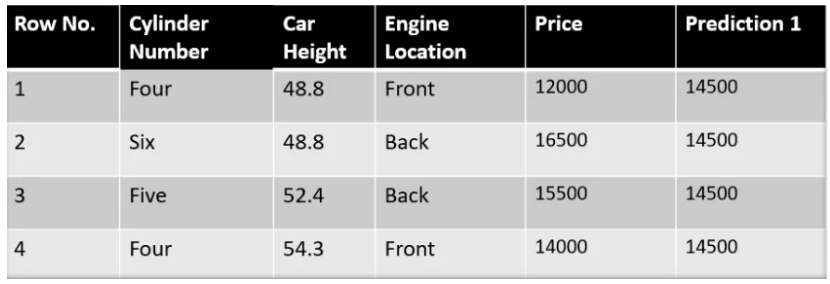 Row No. Cylinder Number Car Height Engine Location Price Prediction 1
1 Four 48.8 Front 12000 14500
2 Six 48.8 Back 16500 14500
3 Five 52.4 Back 15500 14500
4 Four 54.3 Front 14000 14500